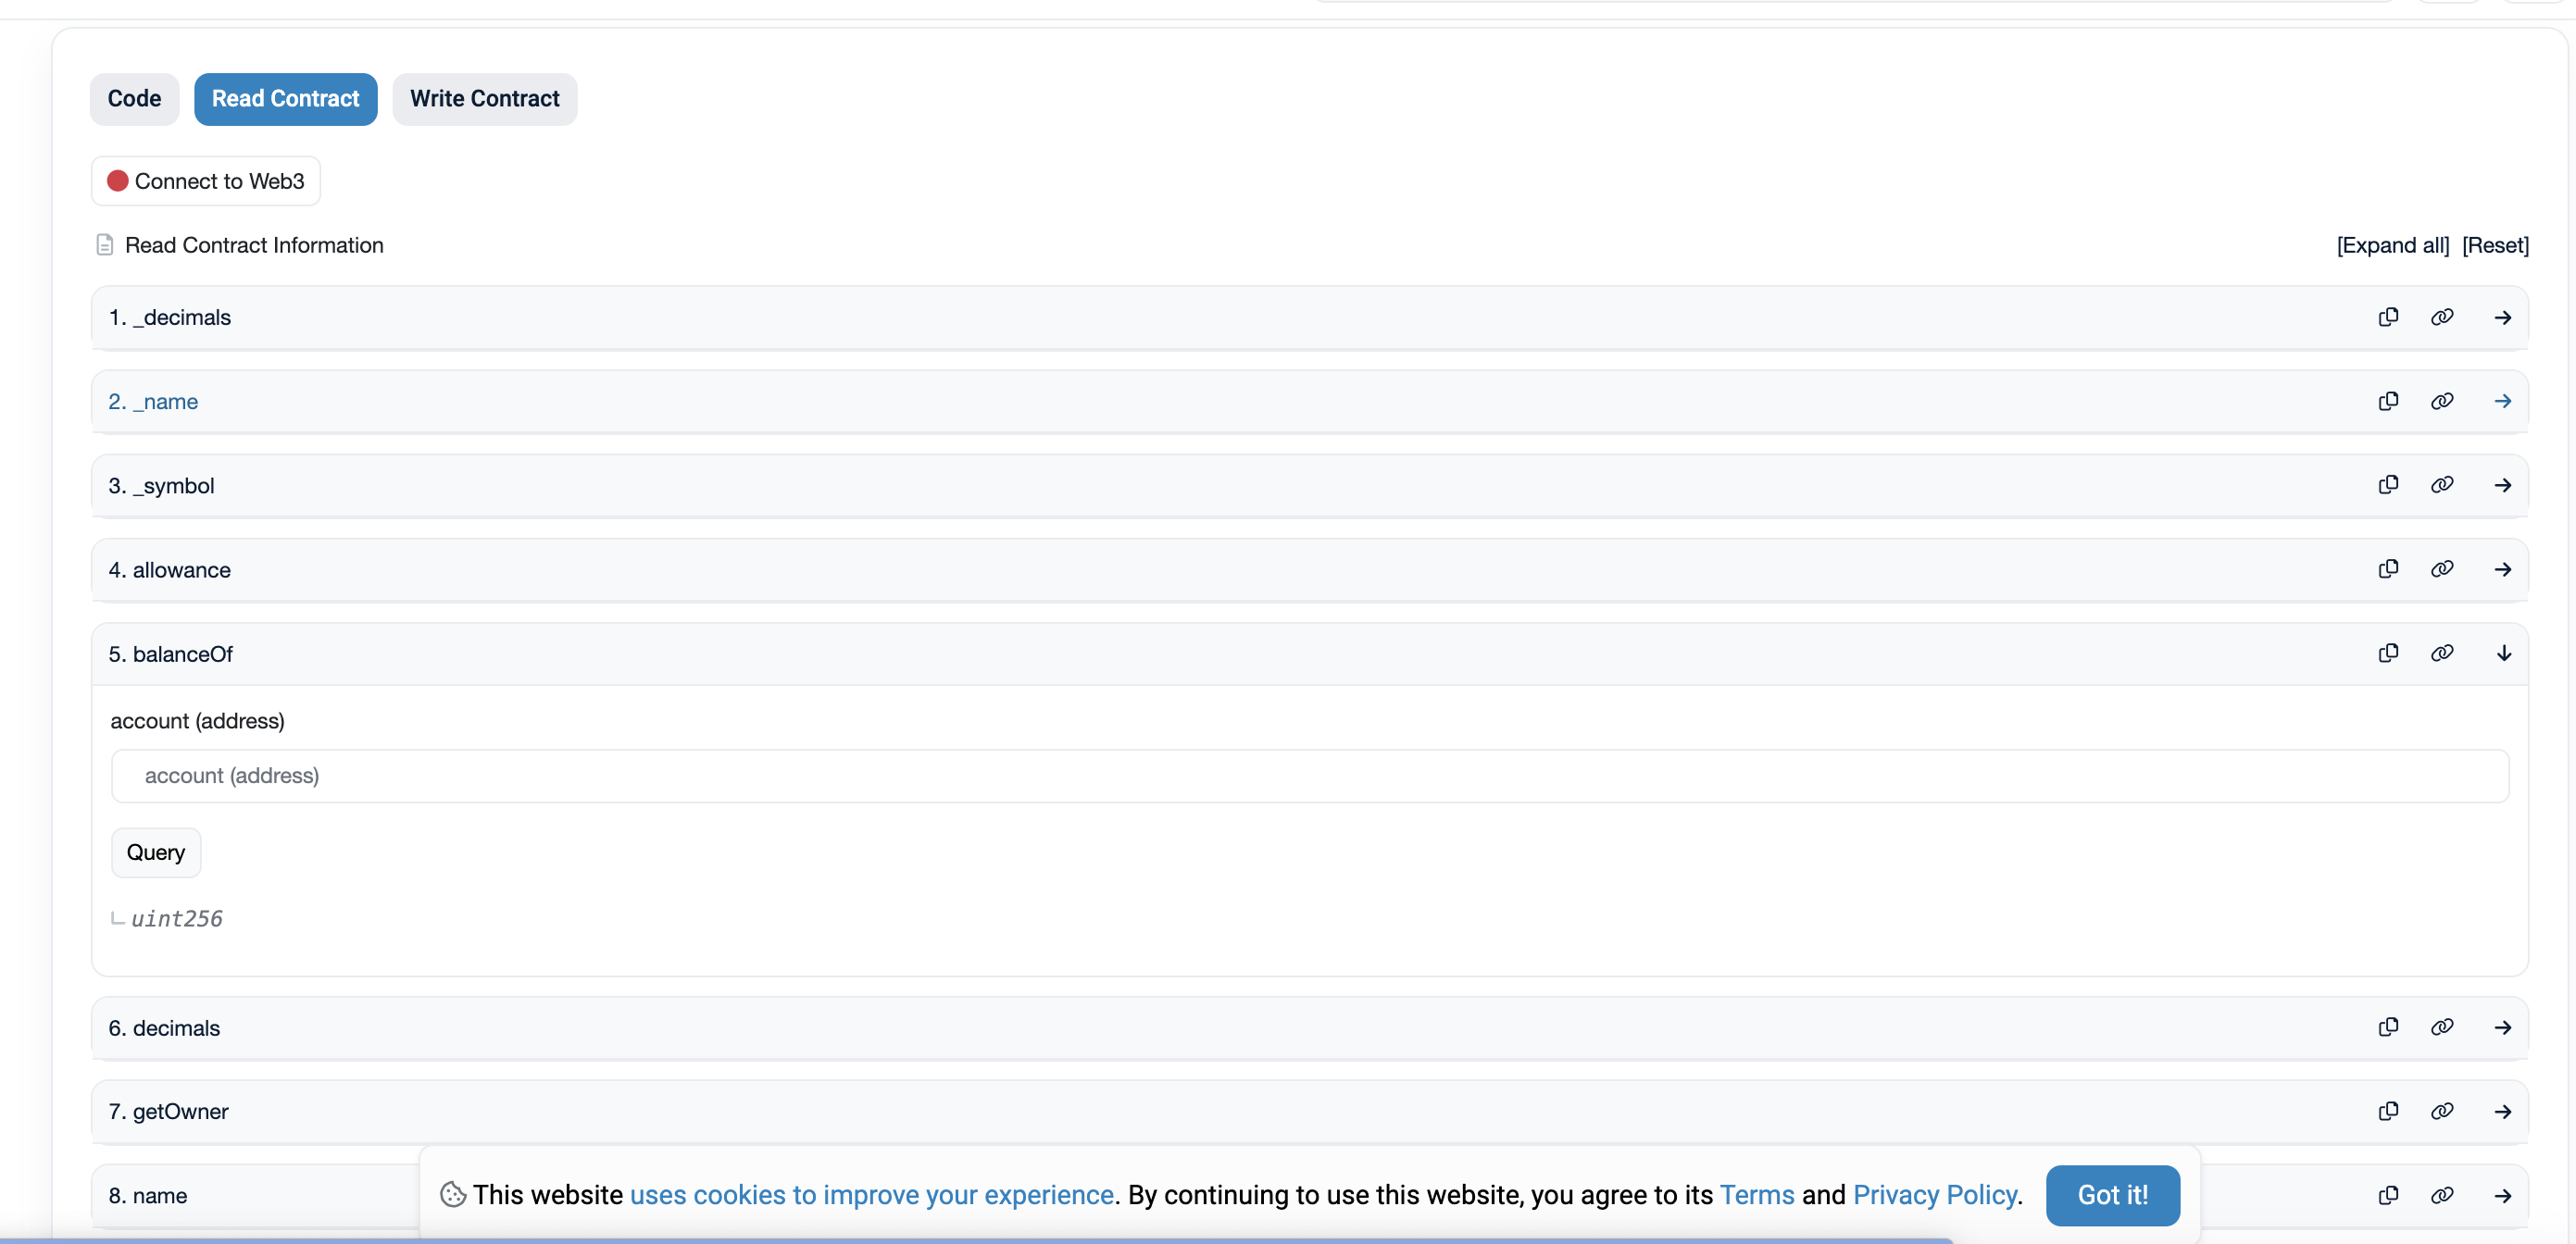 Code Read Contract Write Contract
Connect to Web3
Read Contract Information [Expand all] [Reset]
1. _decimals
2. _name
3. _symbol
4. allowance
5. balanceOf
account (address)
account (address)
Query
uint256
6. decimals
7. getOwner
8. name
This website uses cookies to improve your experience. By continuing to use this website, you agree to its Terms and Privacy Policy. Got it!